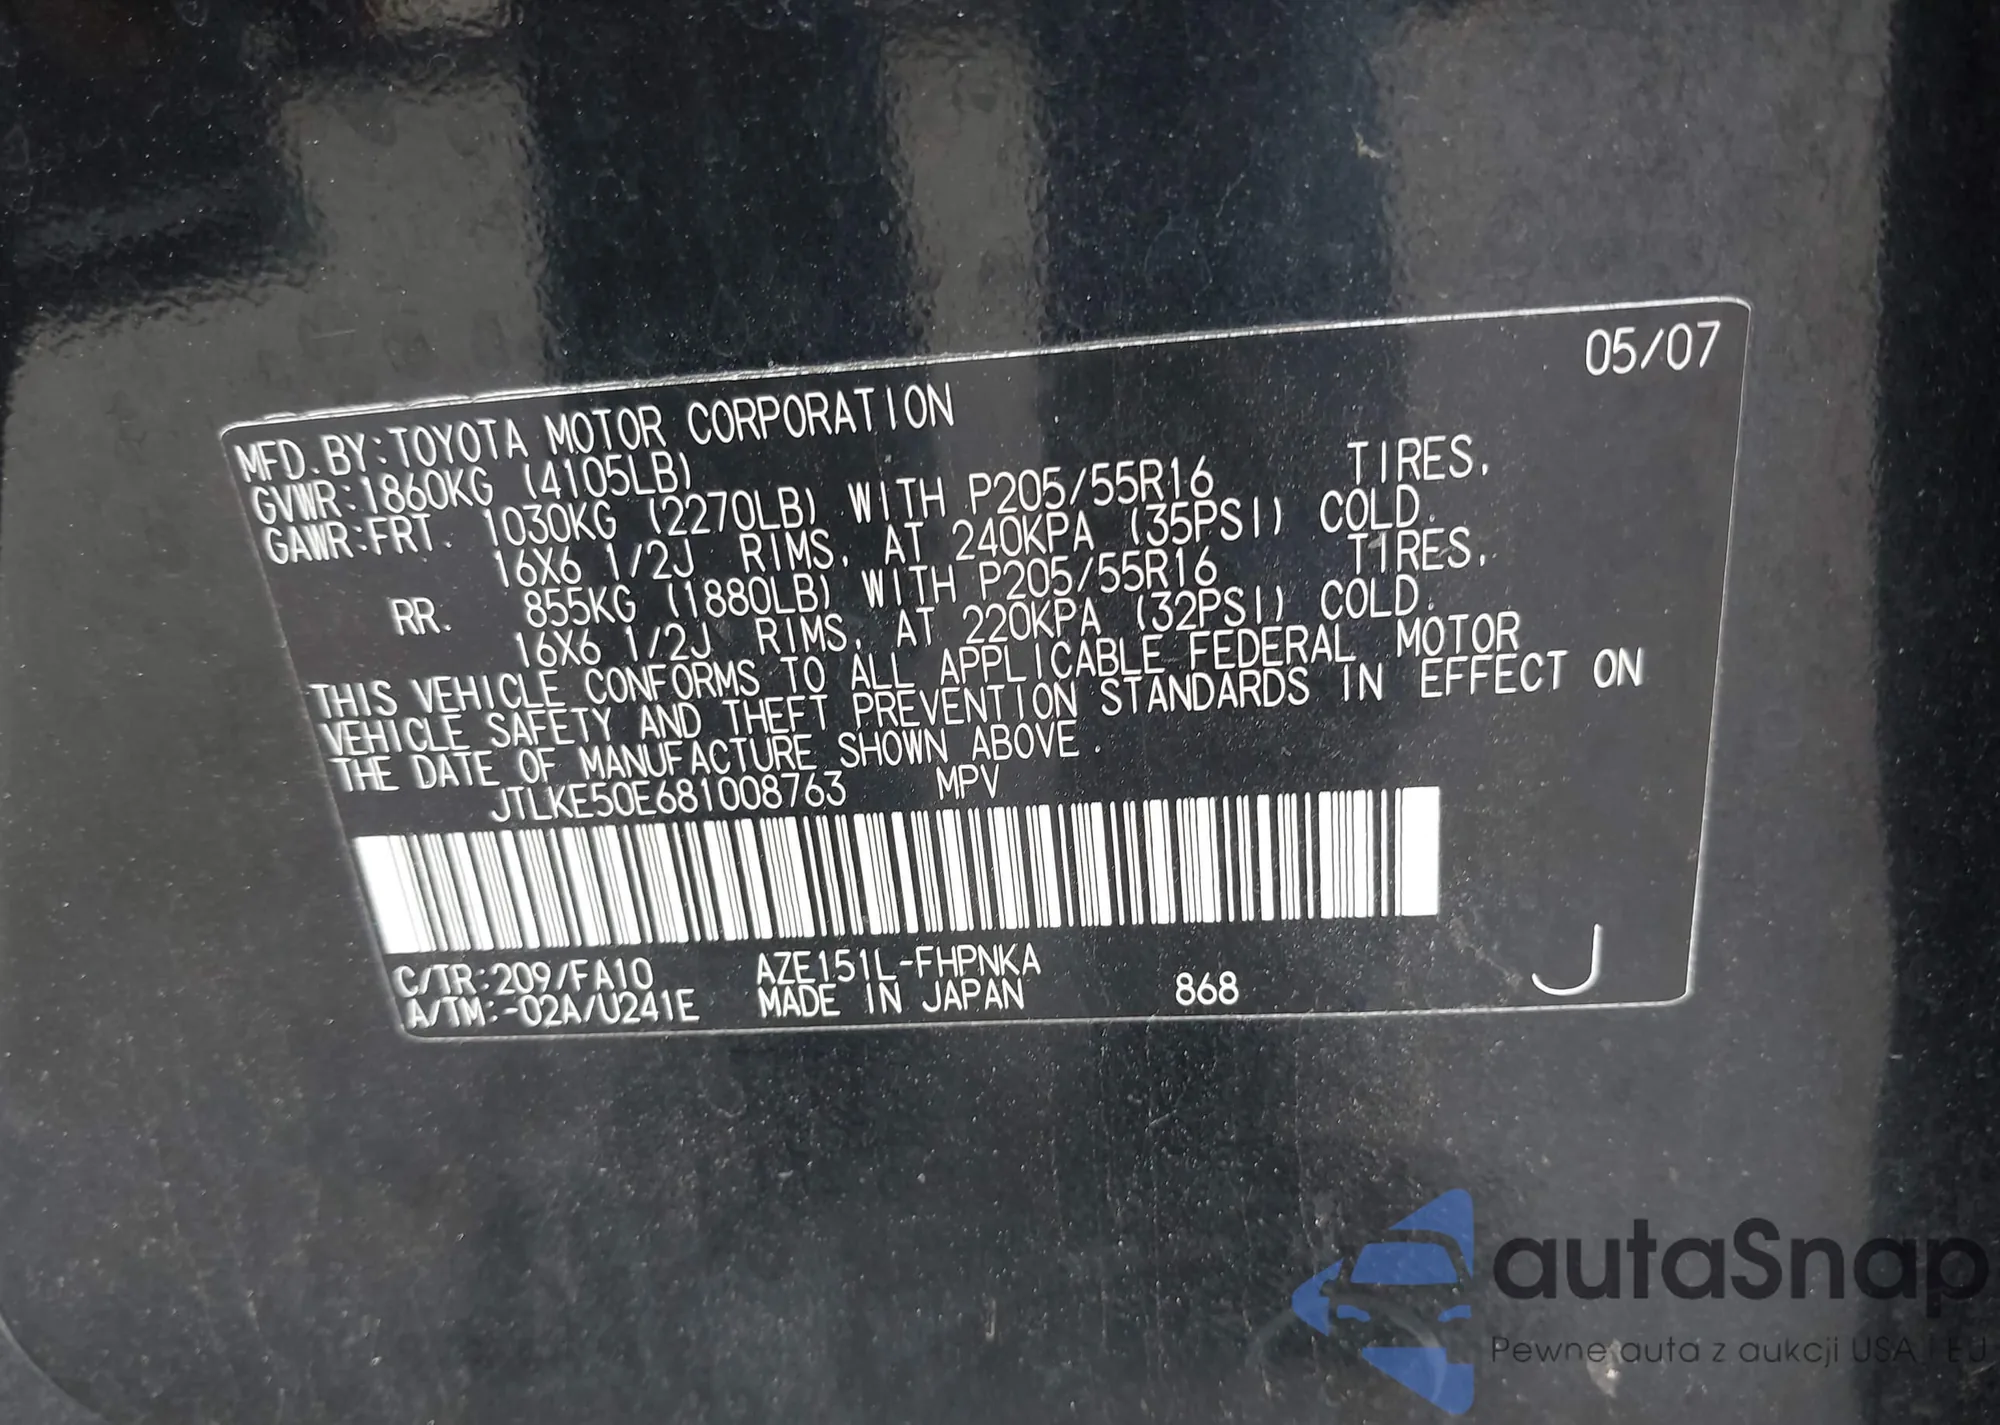 05/07
MFD. BY:TOYOTA MOTOR CORPORATION
GVWR:1860KG (4105LB)
GAWR:FRT. 1030KG (2270LB) WITH P205/55R16 TIRES,
16X6 1/2J RIMS, AT 240KPA (35PSI) COLD.
RR. 855KG (1880LB) WITH P205/55R16 TIRES,
16X6 1/2J RIMS, AT 220KPA (32PSI) COLD.
THIS VEHICLE CONFORMS TO ALL APPLICABLE FEDERAL MOTOR
VEHICLE SAFETY AND THEFT PREVENTION STANDARDS IN EFFECT ON
THE DATE OF MANUFACTURE SHOWN ABOVE.
JTLKE50E681008763 MPV
C/TR:209/FA10 AZE151L-FHPNKA
A/TM:-02A/U241E MADE IN JAPAN 868 J
autaSnap
Pewne auta z aukcji USA i EU